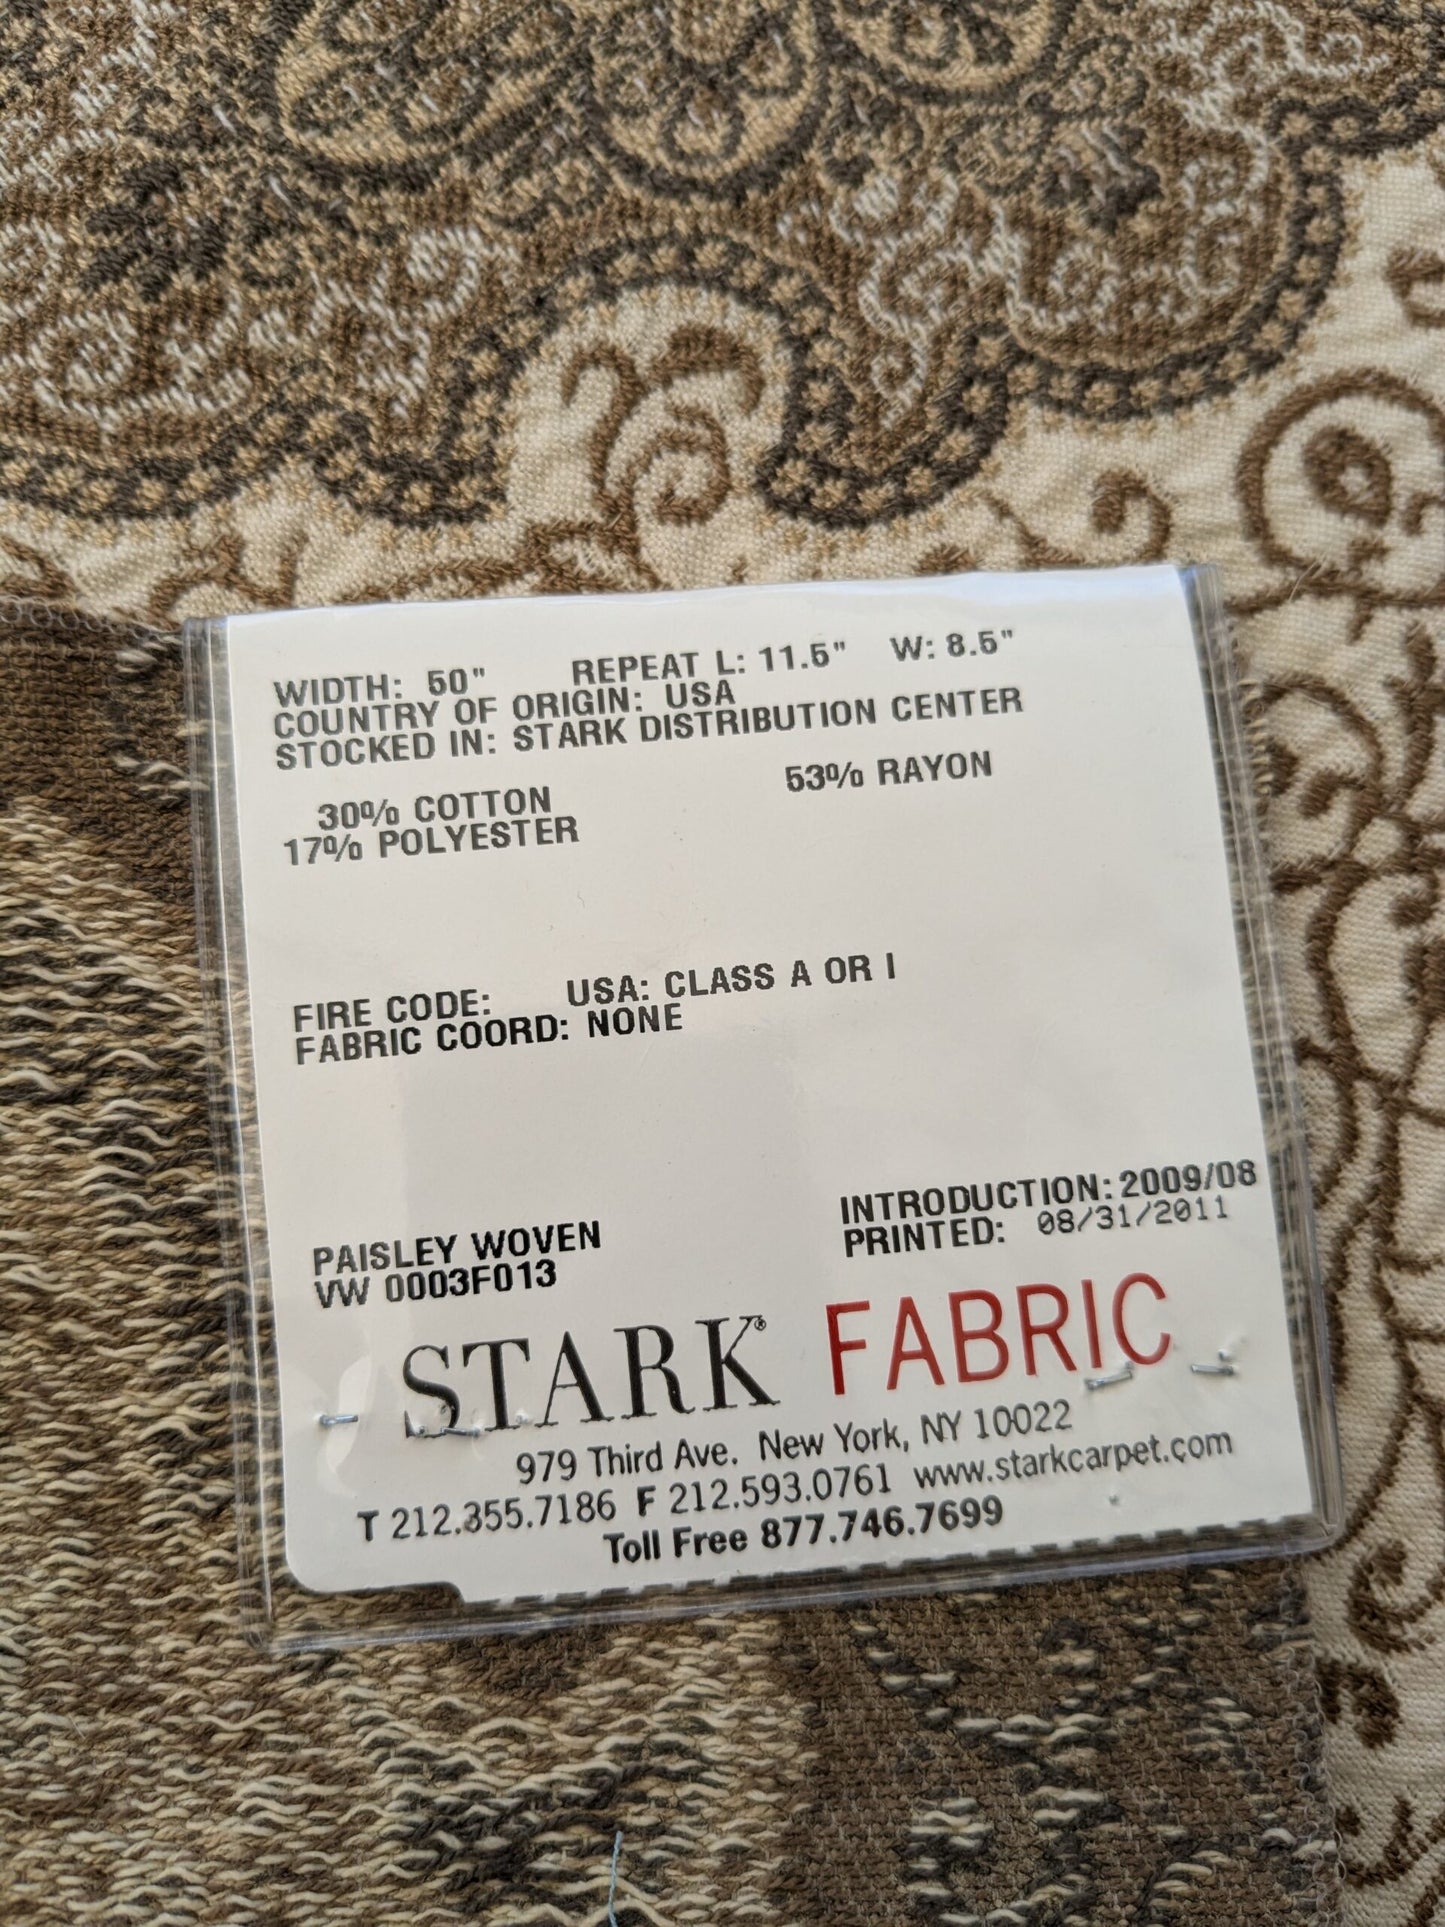 WIDTH: 50" REPEAT L: 11.5" W: 8.5"
COUNTRY OF ORIGIN: USA
STOCKED IN: STARK DISTRIBUTION CENTER
30% COTTON 53% RAYON
17% POLYESTER
FIRE CODE: USA: CLASS A OR I
FABRIC COORD: NONE
PAISLEY WOVEN INTRODUCTION: 2009/08
VW 0003F013 PRINTED: 08/31/2011
STARK® FABRIC
979 Third Ave. New York, NY 10022
T 212.355.7186 F 212.593.0761 www.starkcarpet.com
Toll Free 877.746.7699